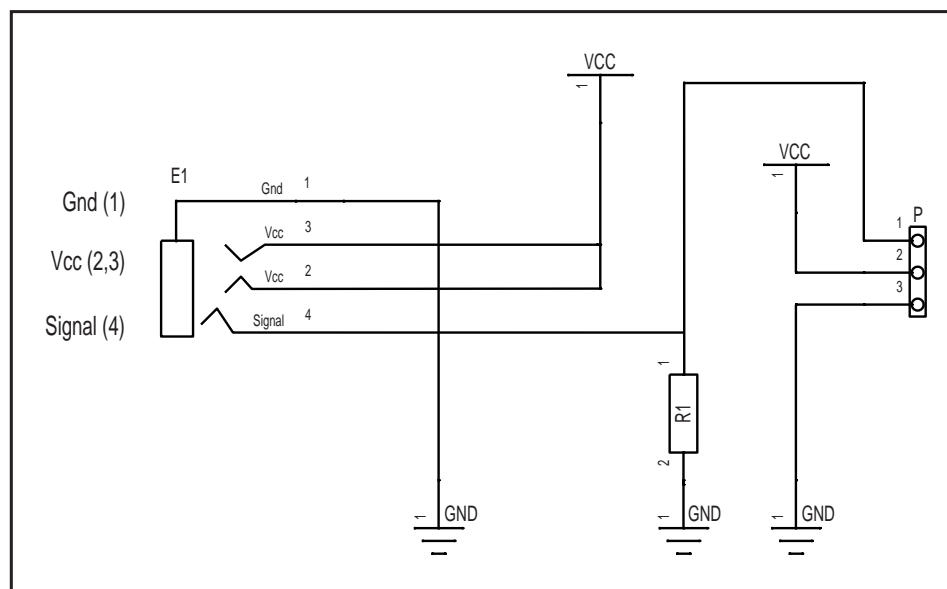 VCC
1
VCC
1
E1
Gnd (1)
Gnd 1
Vcc 3
Vcc (2,3)
Vcc 2
Signal (4)
Signal 4
P
1
2
3
1
R1
2
1 GND
1 GND
1 GND